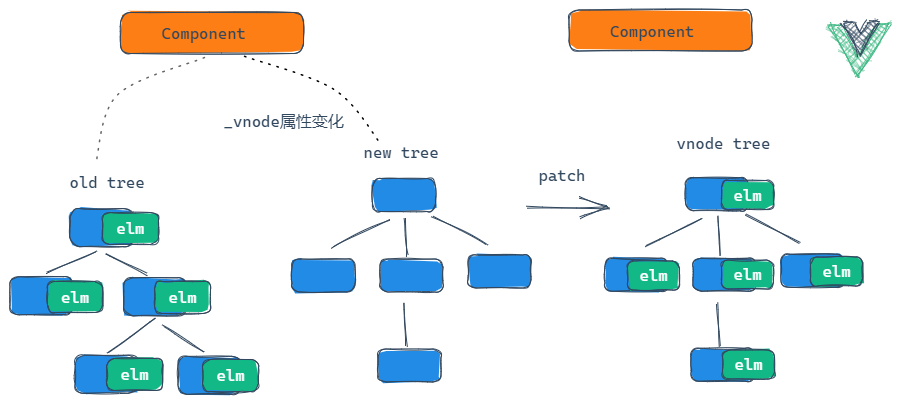 Component
Component
_vnode属性变化
new tree
vnode tree
patch
old tree
elm
elm
elm
elm
elm
elm
elm
elm
elm
elm